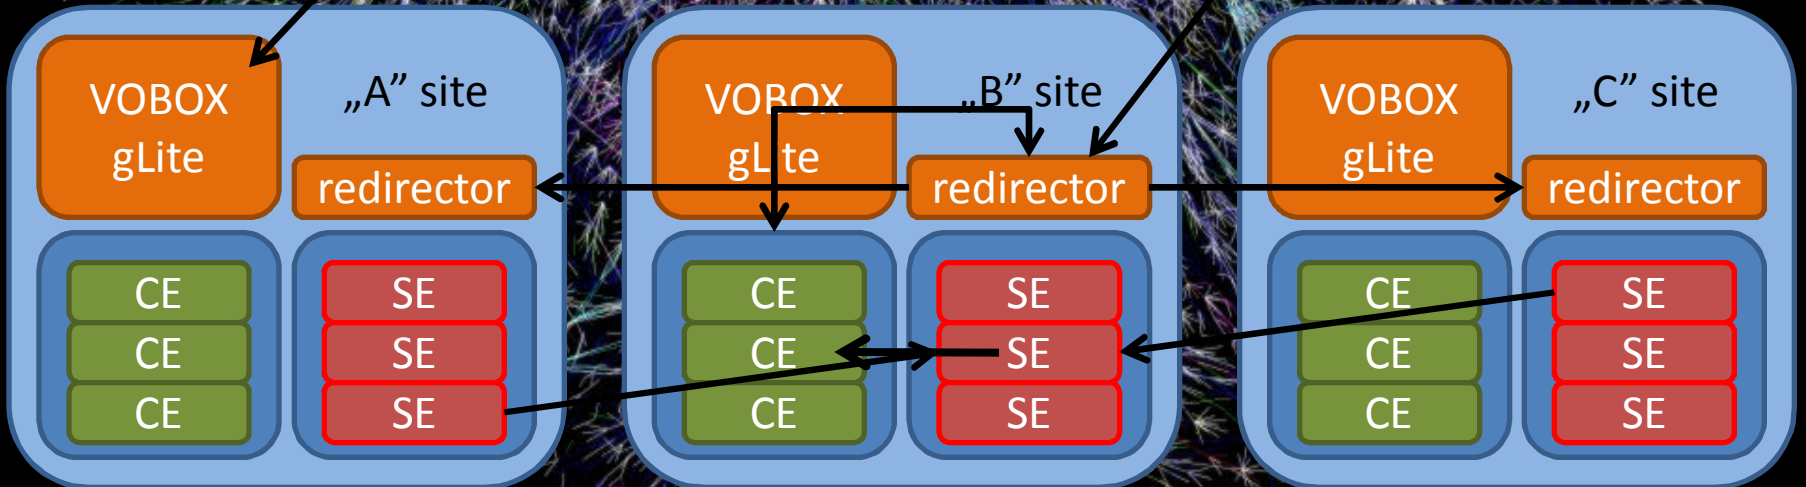 VOBOX
gLite
„A” site
redirector
CE
CE
CE
SE
SE
SE
VOBOX
gLite
„B” site
redirector
CE
CE
CE
SE
SE
SE
VOBOX
gLite
„C” site
redirector
CE
CE
CE
SE
SE
SE